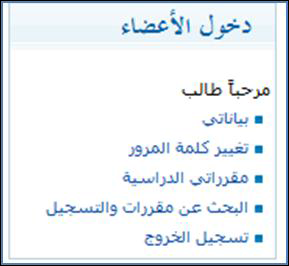 دخول الأعضاء
مرحباً طالب
بياناتي
تغيير كلمة المرور
مقرراتي الدراسية
البحث عن مقررات والتسجيل
تسجيل الخروج